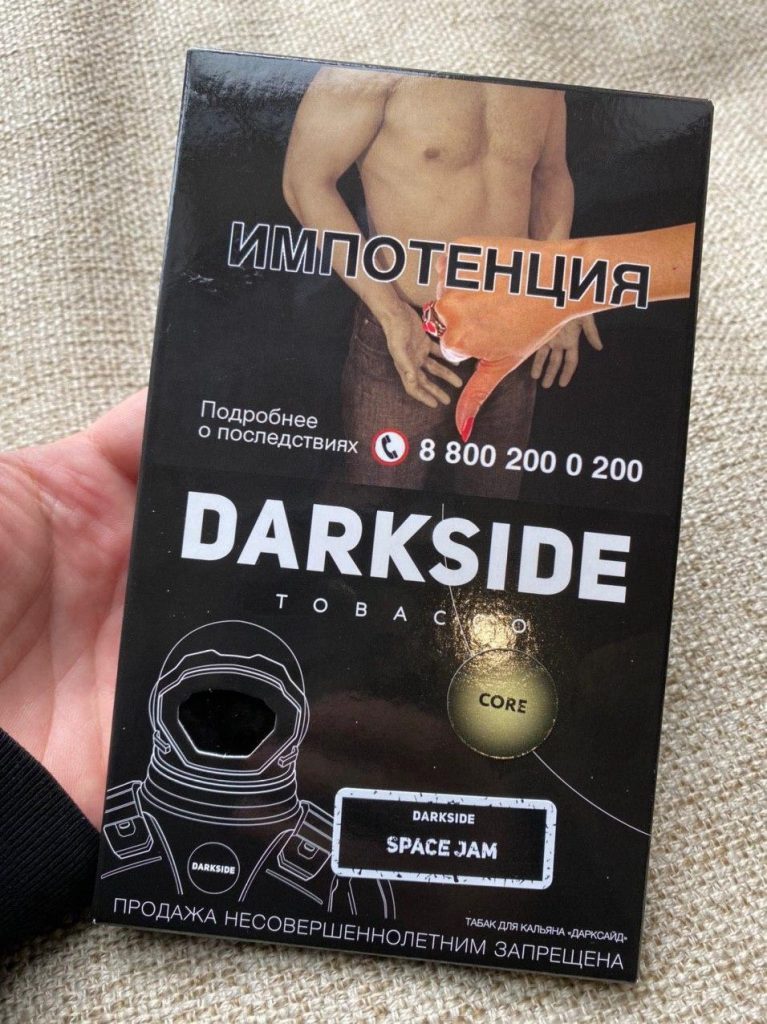 ИМПОТЕНЦИЯ
Подробнее
о последствиях 8 800 200 0 200
DARKSIDE
TOBACCO
CORE
DARKSIDE
SPACE JAM
DARKSIDE
ТАБАК ДЛЯ КАЛЬЯНА «ДАРКСАЙД»
ПРОДАЖА НЕСОВЕРШЕННОЛЕТНИМ ЗАПРЕЩЕНА